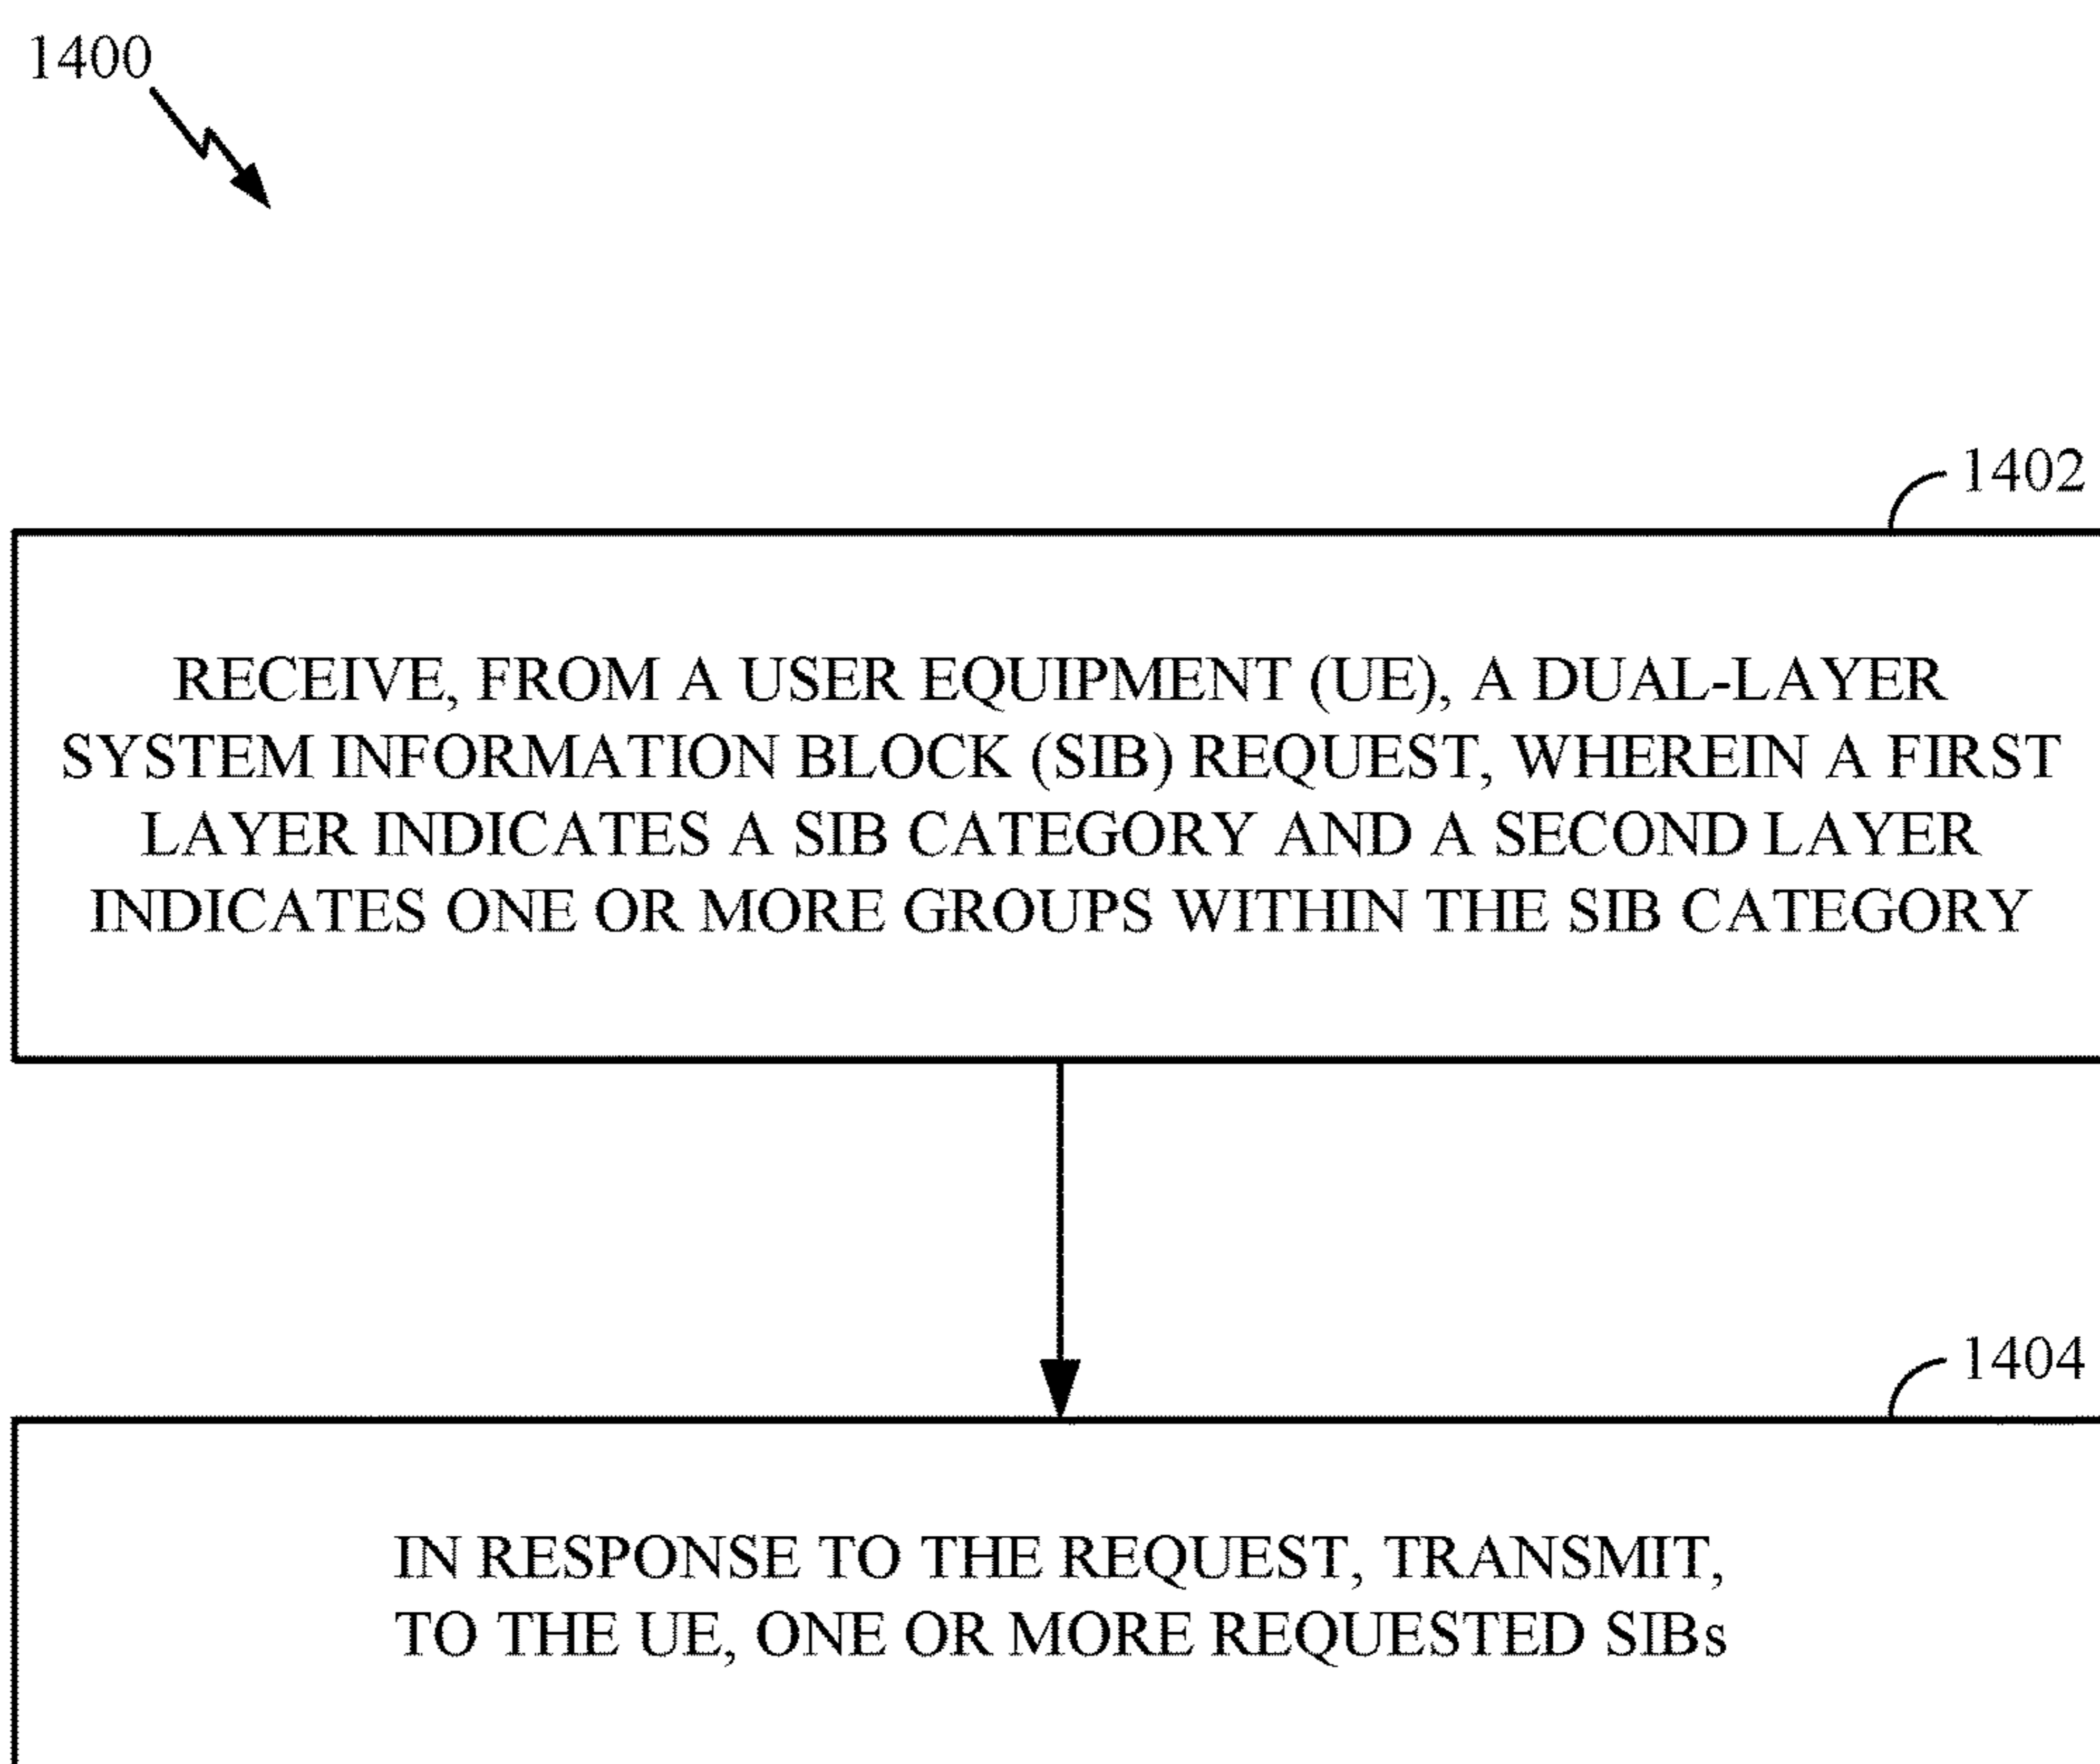 1400
1402
RECEIVE, FROM A USER EQUIPMENT (UE), A DUAL-LAYER
SYSTEM INFORMATION BLOCK (SIB) REQUEST, WHEREIN A FIRST
LAYER INDICATES A SIB CATEGORY AND A SECOND LAYER
INDICATES ONE OR MORE GROUPS WITHIN THE SIB CATEGORY
1404
IN RESPONSE TO THE REQUEST, TRANSMIT,
TO THE UE, ONE OR MORE REQUESTED SIBs